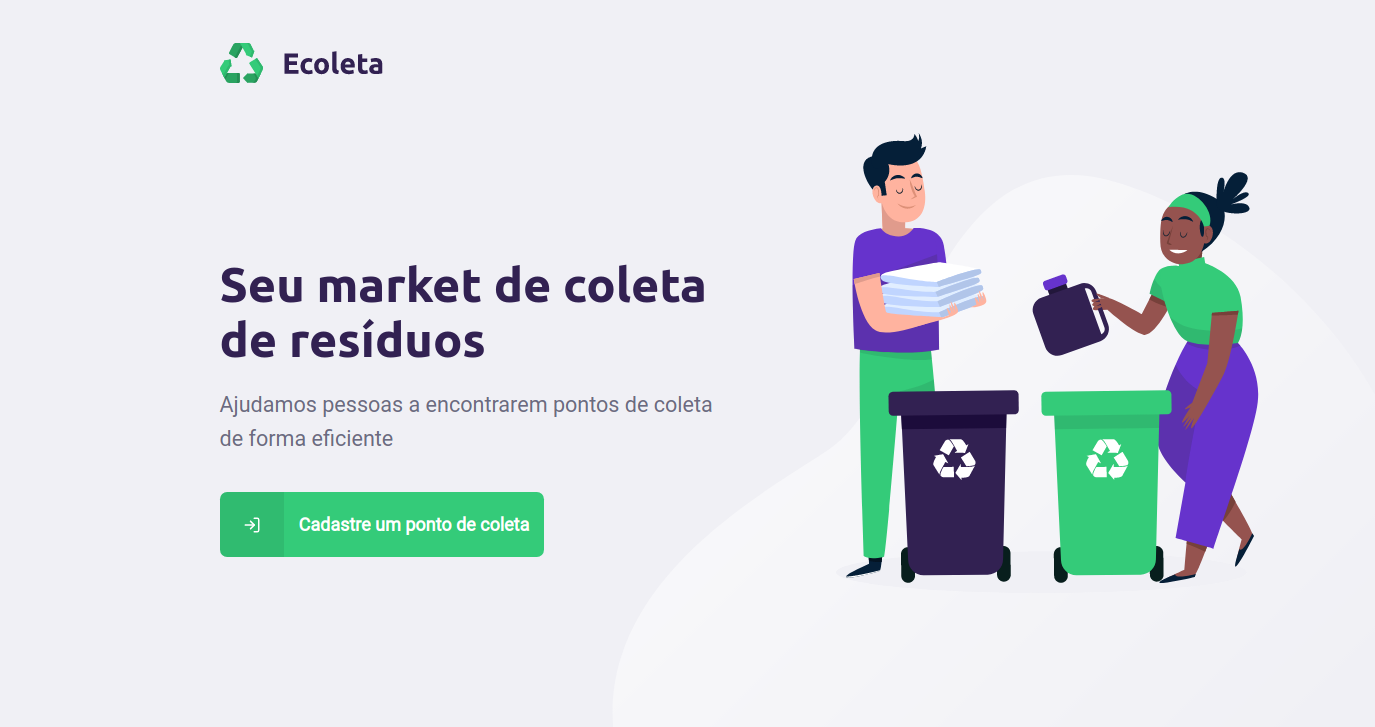 Ecoleta
Seu market de coleta
de resíduos
Ajudamos pessoas a encontrarem pontos de coleta
de forma eficiente
Cadastre um ponto de coleta